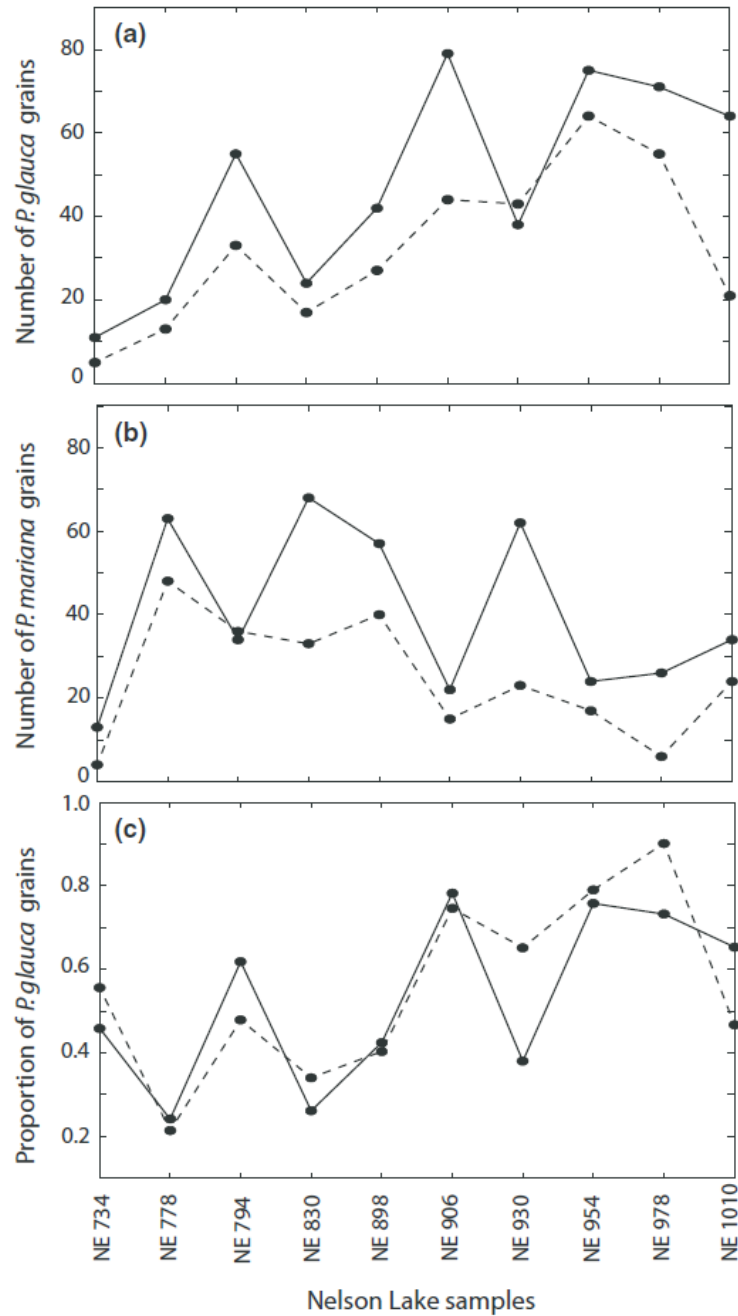 (a)
Number of P. glauca grains
80
60
40
20
0
(b)
Number of P. mariana grains
80
60
40
20
0
(c)
Proportion of P. glauca grains
1.0
0.8
0.6
0.4
0.2
NE 734
NE 778
NE 794
NE 830
NE 898
NE 906
NE 930
NE 954
NE 978
NE 1010
Nelson Lake samples